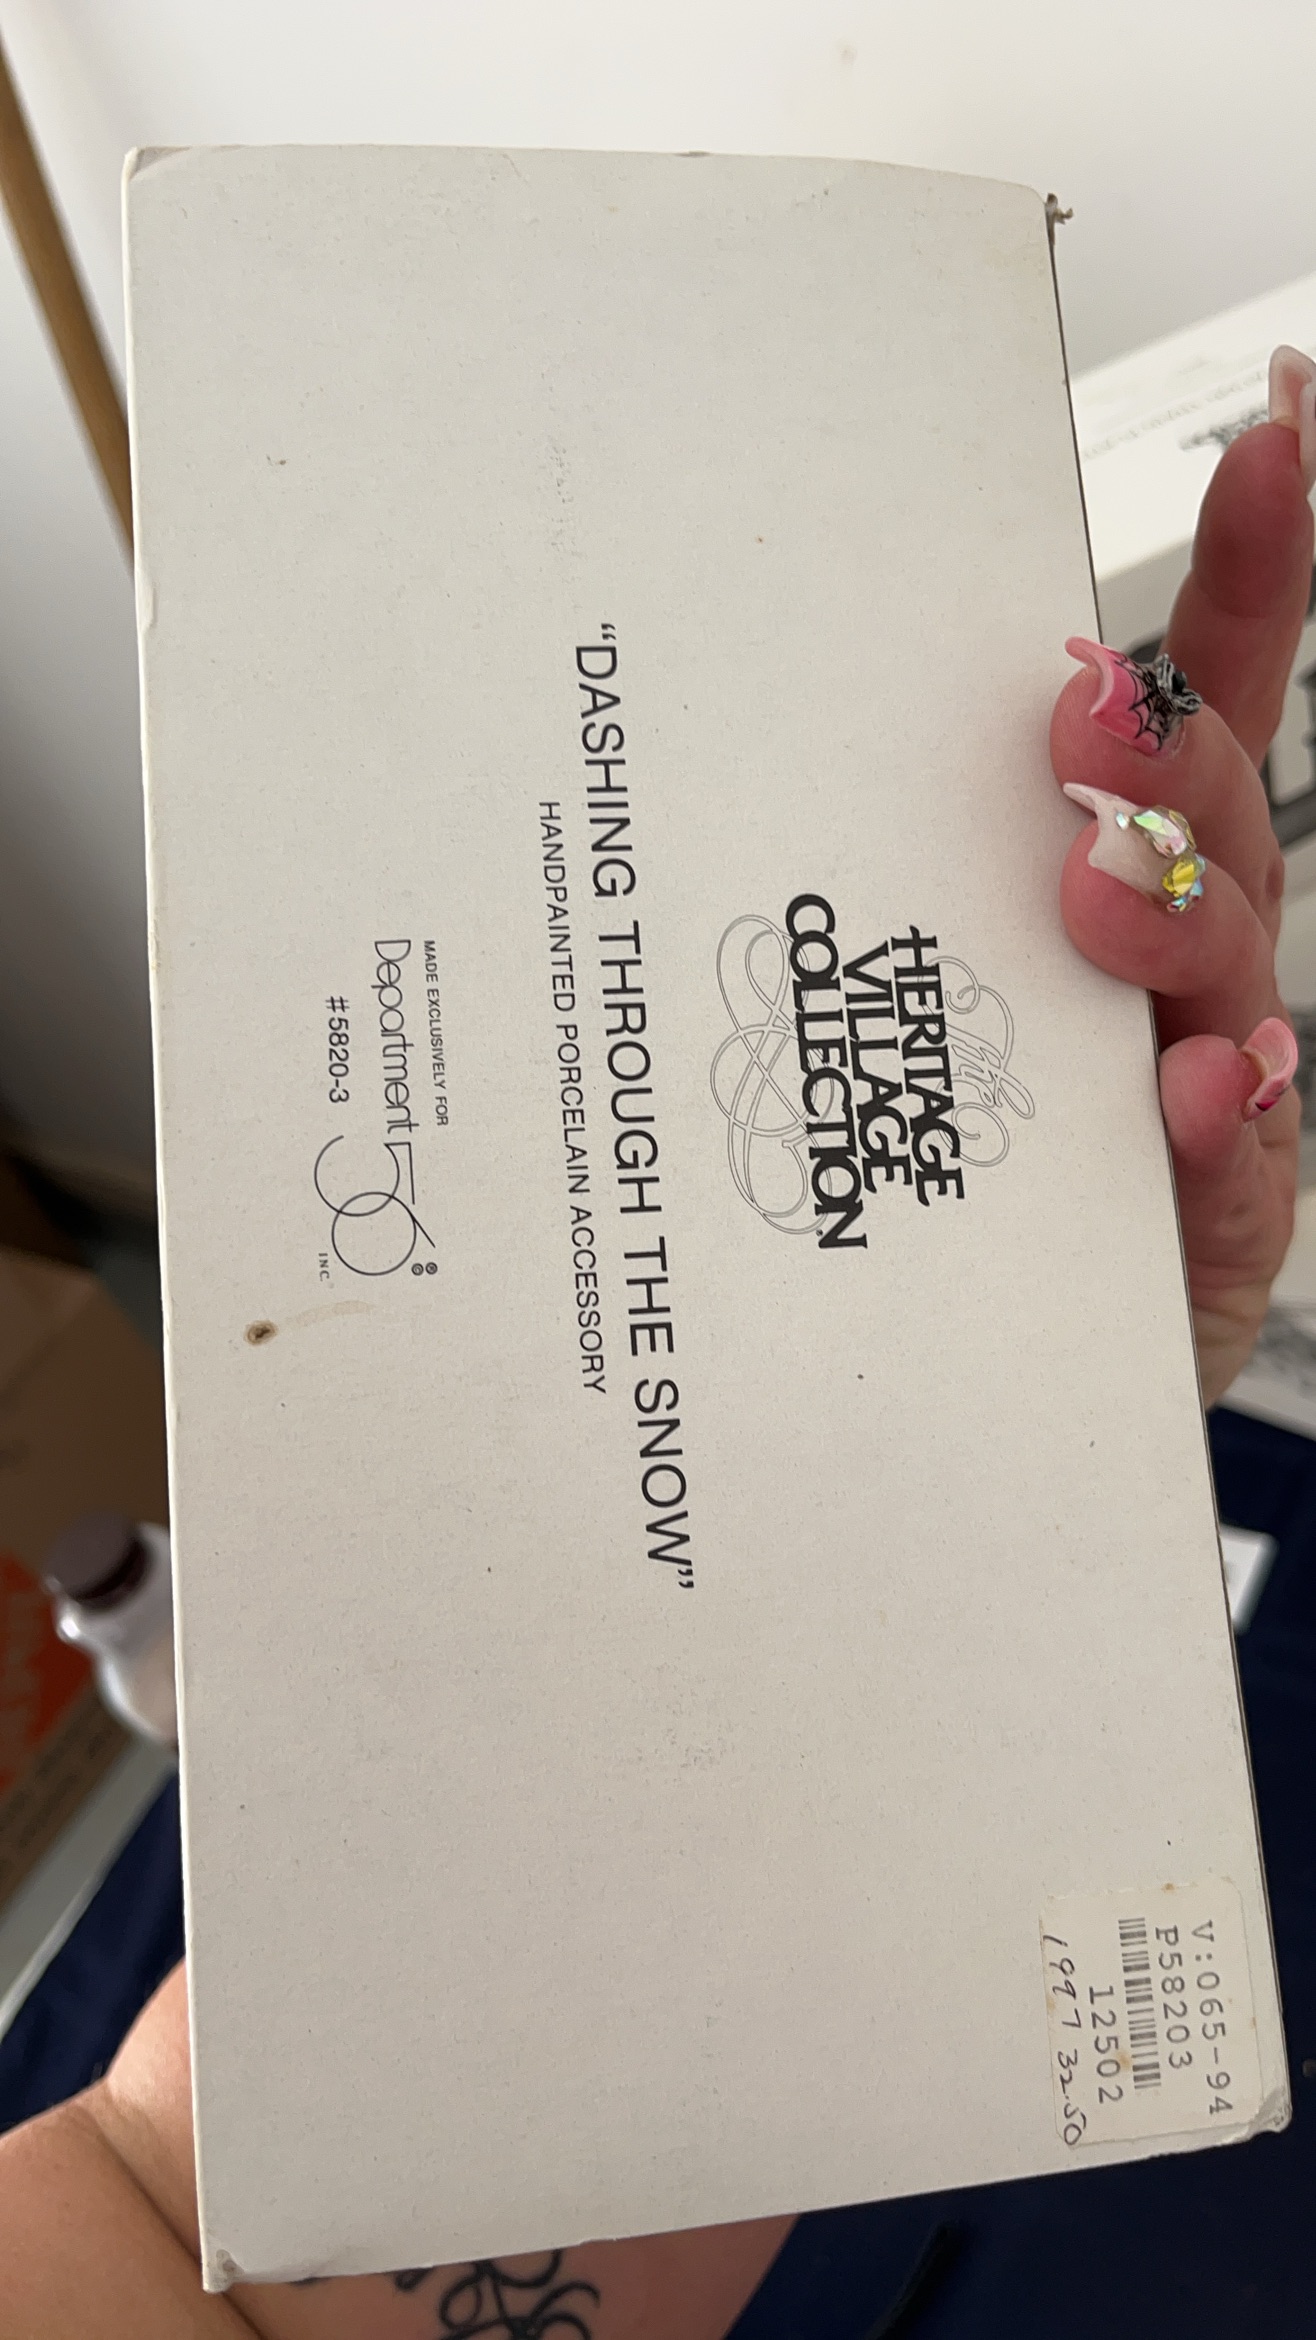 The
HERITAGE
VILLAGE
COLLECTION®
“DASHING THROUGH THE SNOW”
HANDPAINTED PORCELAIN ACCESSORY
MADE EXCLUSIVELY FOR
Department 56® ©
INC.
#5820-3
V:065-94
P58203
12502
1997 32.50